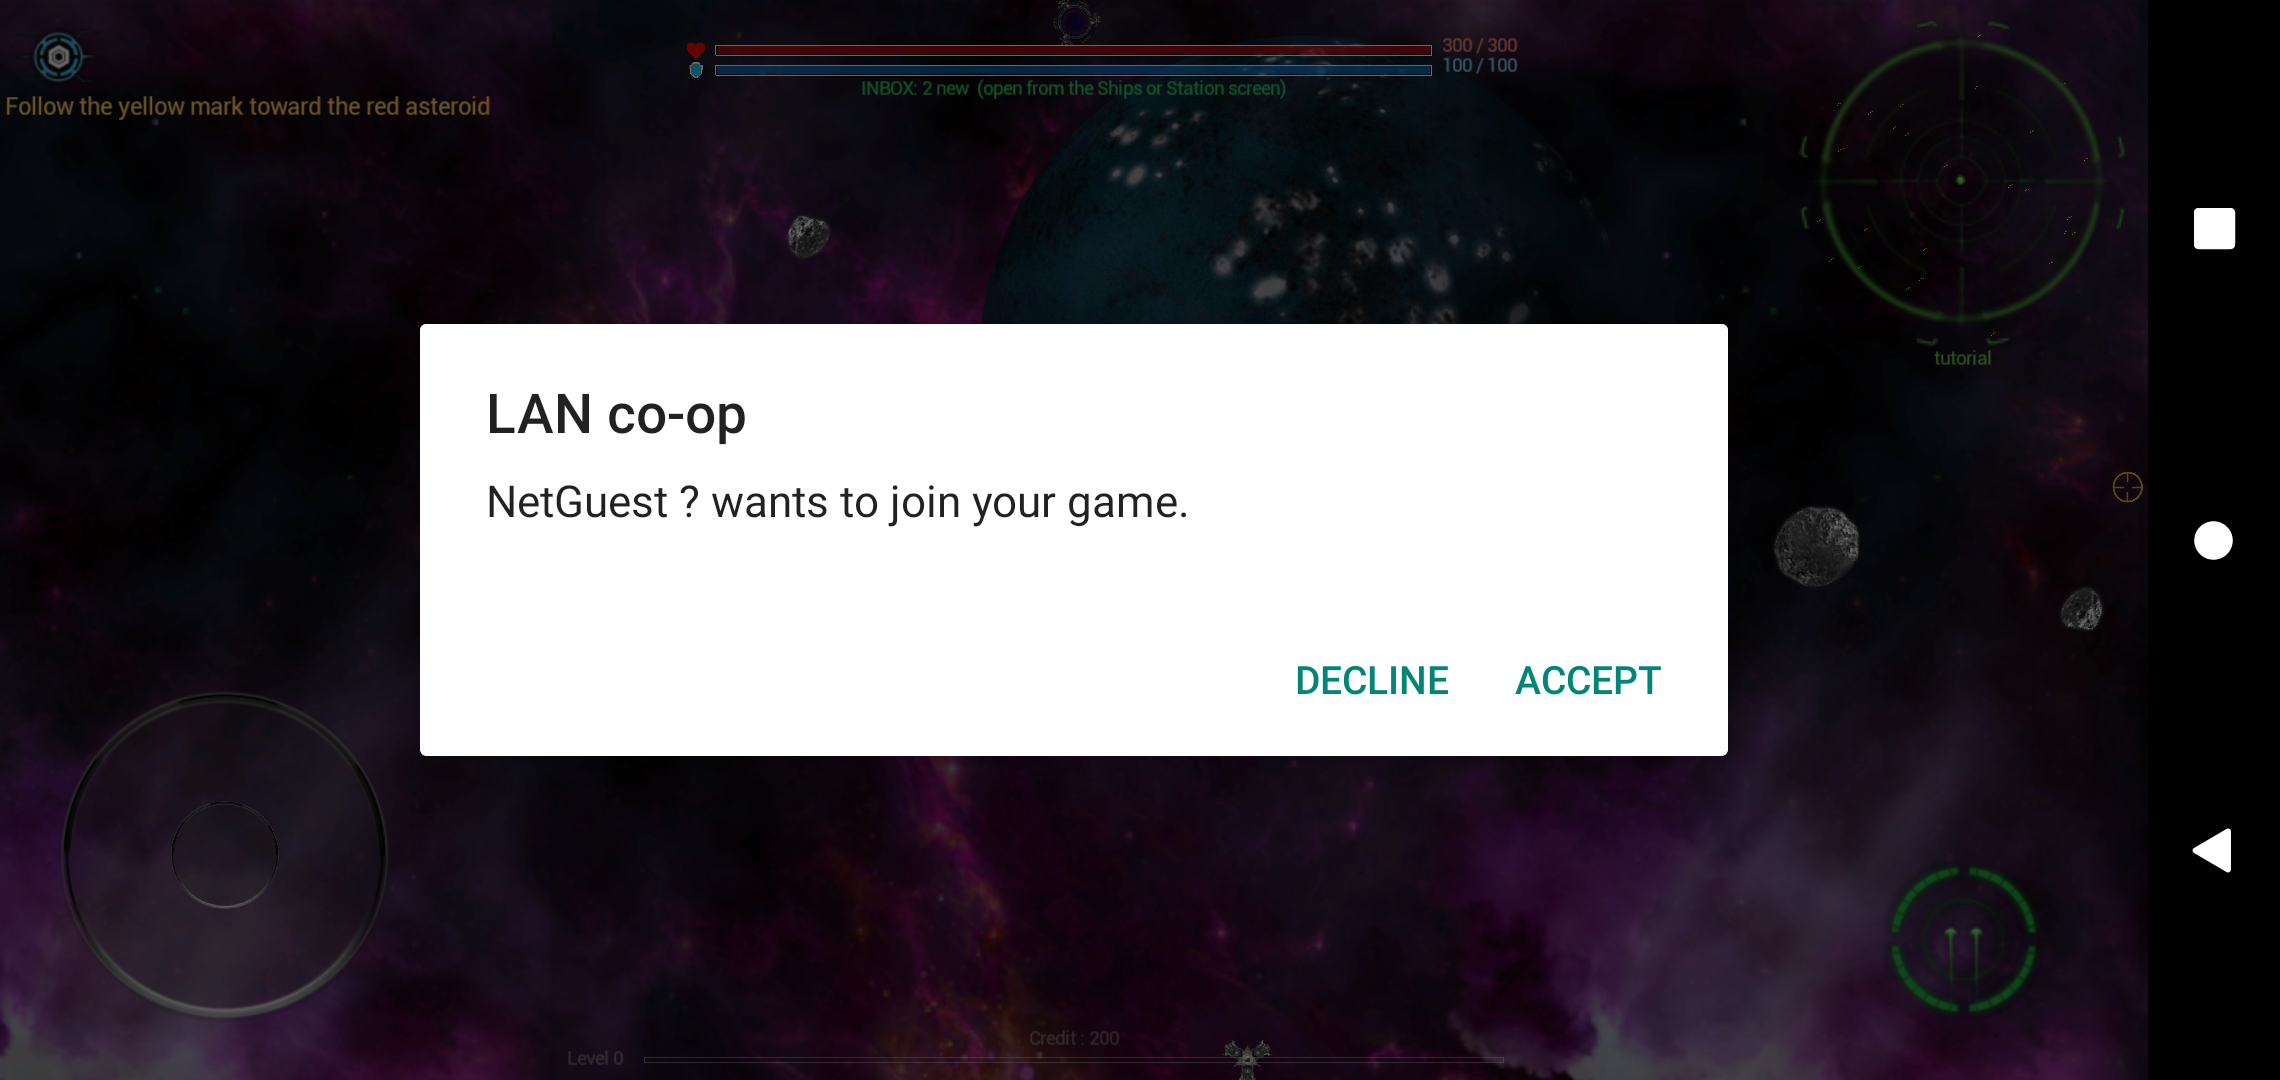 300 / 300
100 / 100
INBOX: 2 new (open from the Ships or Station screen)
Follow the yellow mark toward the red asteroid
tutorial
LAN co-op
NetGuest ? wants to join your game.
DECLINE ACCEPT
Credit : 200
Level 0